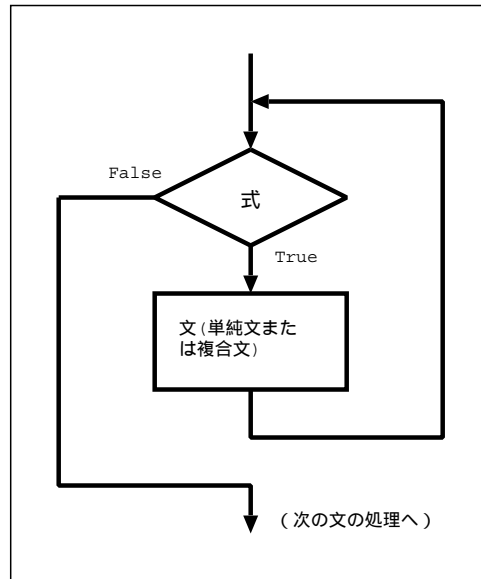 False
式
True
文(単純文また
は複合文)
(次の文の処理へ)